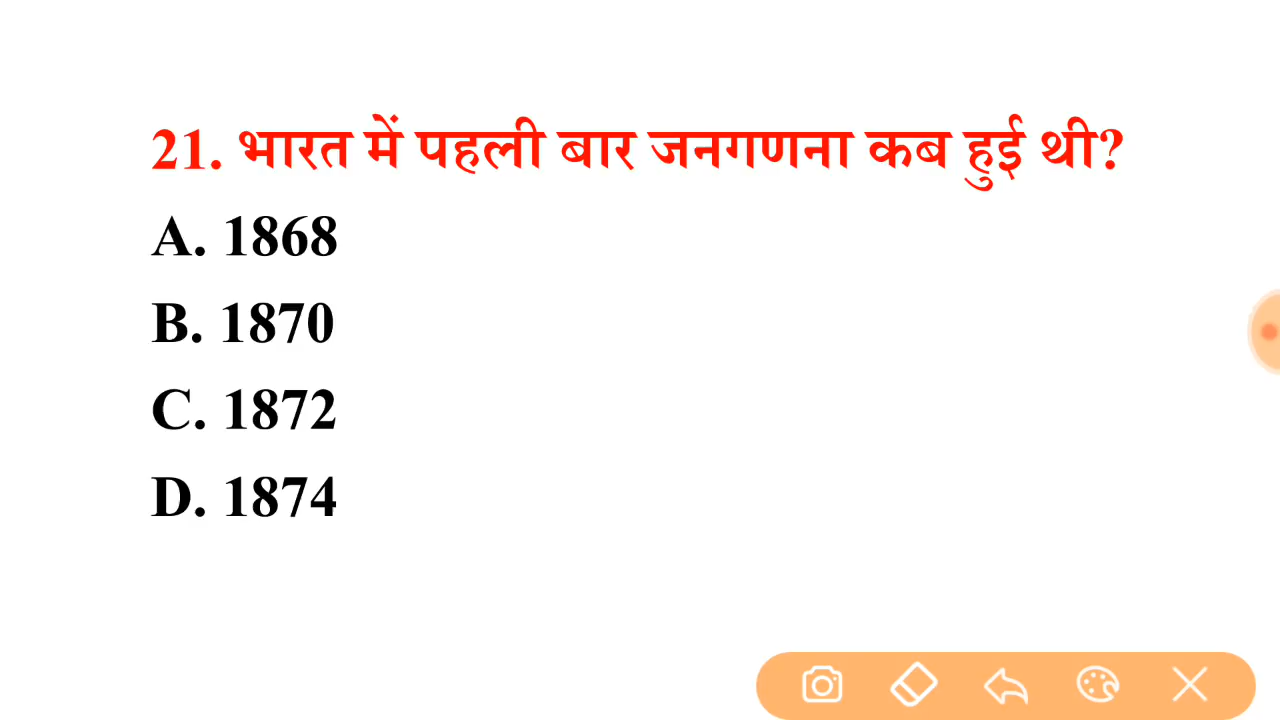 21. भारत में पहली बार जनगणना कब हुई थी?
A. 1868
B. 1870
C. 1872
D. 1874